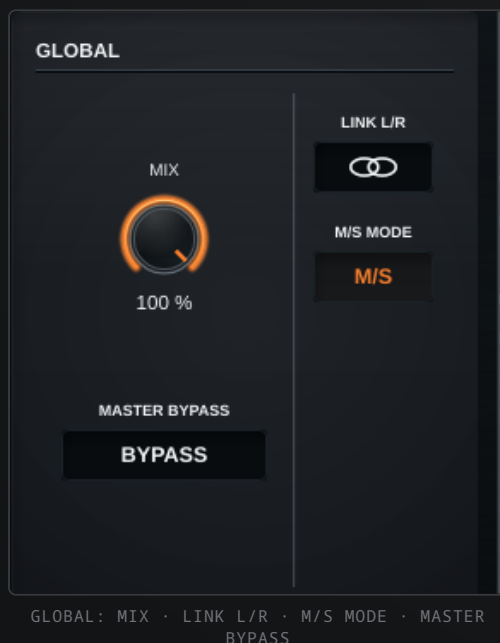 GLOBAL
MIX
100 %
MASTER BYPASS
BYPASS
LINK L/R
M/S MODE
M/S
GLOBAL: MIX · LINK L/R · M/S MODE · MASTER
BYPASS